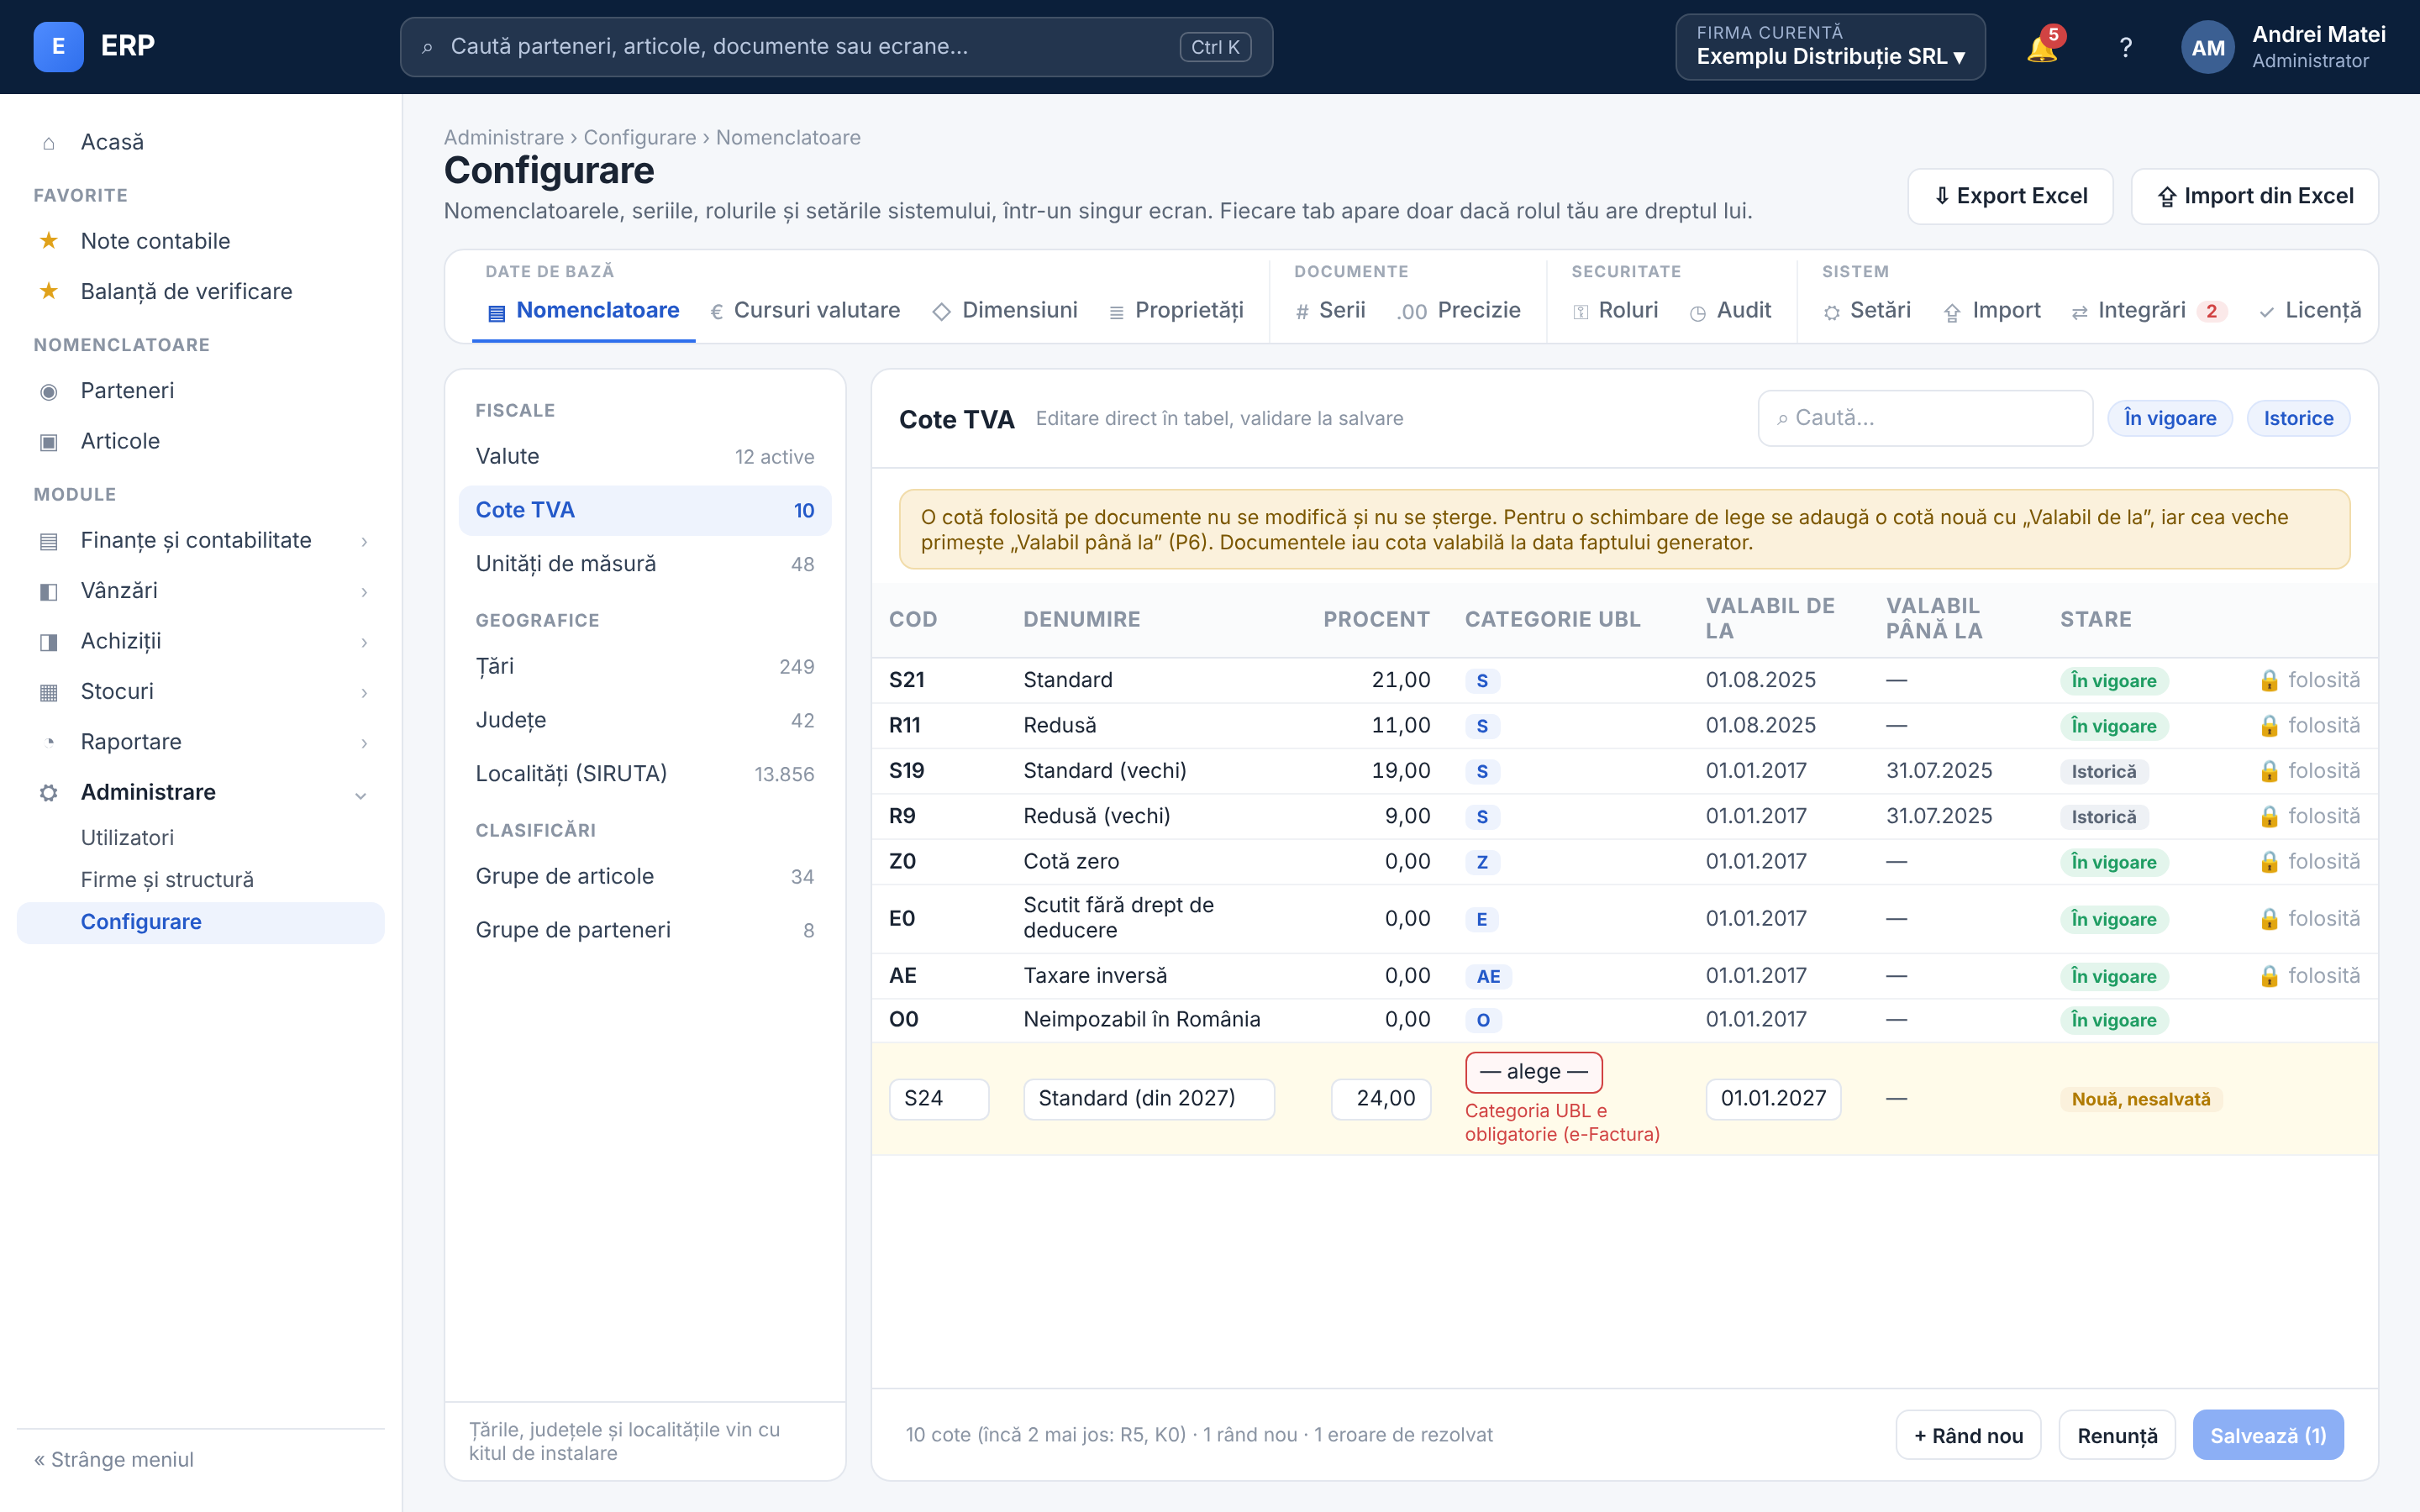 E ERP
Caută parteneri, articole, documente sau ecrane... Ctrl K
FIRMA CURENTĂ
Exemplu Distribuție SRL ▾
5
?
AM
Andrei Matei
Administrator
Acasă
FAVORITE
★ Note contabile
★ Balanță de verificare
NOMENCLATOARE
Parteneri
Articole
MODULE
Finanțe și contabilitate ›
Vânzări ›
Achiziții ›
Stocuri ›
Raportare ›
Administrare
Utilizatori
Firme și structură
Configurare
« Strânge meniul
Administrare › Configurare › Nomenclatoare
Configurare
Nomenclatoarele, seriile, rolurile și setările sistemului, într-un singur ecran. Fiecare tab apare doar dacă rolul tău are dreptul lui.
⇩ Export Excel
⇪ Import din Excel
DATE DE BAZĂ
Nomenclatoare € Cursuri valutare ◇ Dimensiuni ≣ Proprietăți
DOCUMENTE
# Serii .00 Precizie
SECURITATE
Roluri Audit
SISTEM
Setări ⇪ Import ⇄ Integrări 2 ✓ Licență
FISCALE
Valute 12 active
Cote TVA 10
Unități de măsură 48
GEOGRAFICE
Țări 249
Județe 42
Localități (SIRUTA) 13.856
CLASIFICĂRI
Grupe de articole 34
Grupe de parteneri 8
Țările, județele și localitățile vin cu
kitul de instalare
Cote TVA Editare direct în tabel, validare la salvare
Caută...
În vigoare
Istorice
O cotă folosită pe documente nu se modifică și nu se șterge. Pentru o schimbare de lege se adaugă o cotă nouă cu „Valabil de la”, iar cea veche
primește „Valabil până la” (P6). Documentele iau cota valabilă la data faptului generator.
COD DENUMIRE PROCENT CATEGORIE UBL VALABIL DE LA VALABIL PÂNĂ LA STARE
S21 Standard 21,00 S 01.08.2025 — În vigoare 🔒 folosită
R11 Redusă 11,00 S 01.08.2025 — În vigoare 🔒 folosită
S19 Standard (vechi) 19,00 S 01.01.2017 31.07.2025 Istorică 🔒 folosită
R9 Redusă (vechi) 9,00 S 01.01.2017 31.07.2025 Istorică 🔒 folosită
Z0 Cotă zero 0,00 Z 01.01.2017 — În vigoare 🔒 folosită
E0 Scutit fără drept de deducere 0,00 E 01.01.2017 — În vigoare 🔒 folosită
AE Taxare inversă 0,00 AE 01.01.2017 — În vigoare 🔒 folosită
O0 Neimpozabil în România 0,00 O 01.01.2017 — În vigoare
S24 Standard (din 2027) 24,00 — alege — 01.01.2027 — Nouă, nesalvată
Categoria UBL e
obligatorie (e-Factura)
10 cote (încă 2 mai jos: R5, K0) · 1 rând nou · 1 eroare de rezolvat
+ Rând nou
Renunță
Salvează (1)